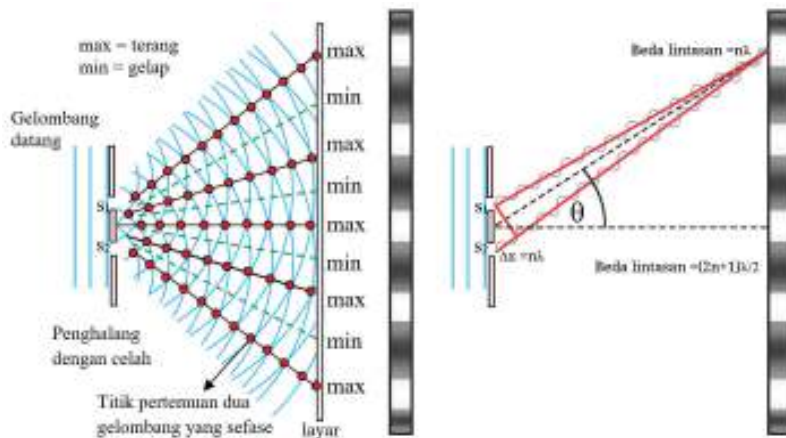 max = terang
min = gelap
Gelombang
datang
S₁
S₂
Penghalang
dengan celah
Titik pertemuan dua
gelombang yang sefase
layar
max
min
max
min
max
min
max
min
max
Beda lintasan =nλ
S₁
S₂
θ
Δx =nλ
Beda lintasan =(2n+1)λ/2